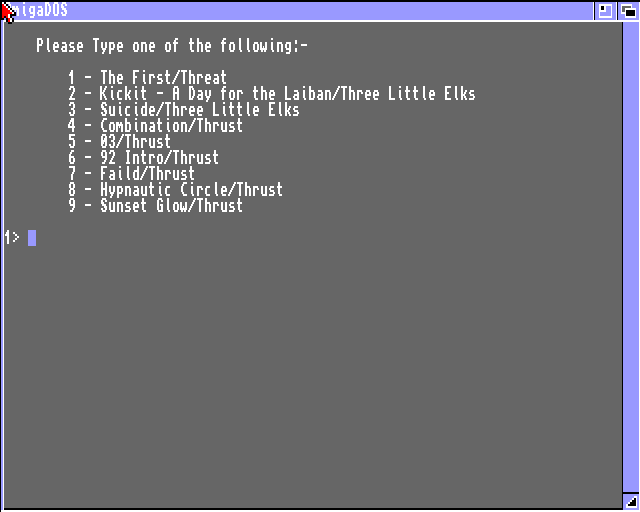 AmigaDOS
Please Type one of the following:-
1 - The First/Threat
2 - Kickit - A Day for the Laiban/Three Little Elks
3 - Suicide/Three Little Elks
4 - Combination/Thrust
5 - 03/Thrust
6 - 92 Intro/Thrust
7 - Faild/Thrust
8 - Hypnautic Circle/Thrust
9 - Sunset Glow/Thrust
1>